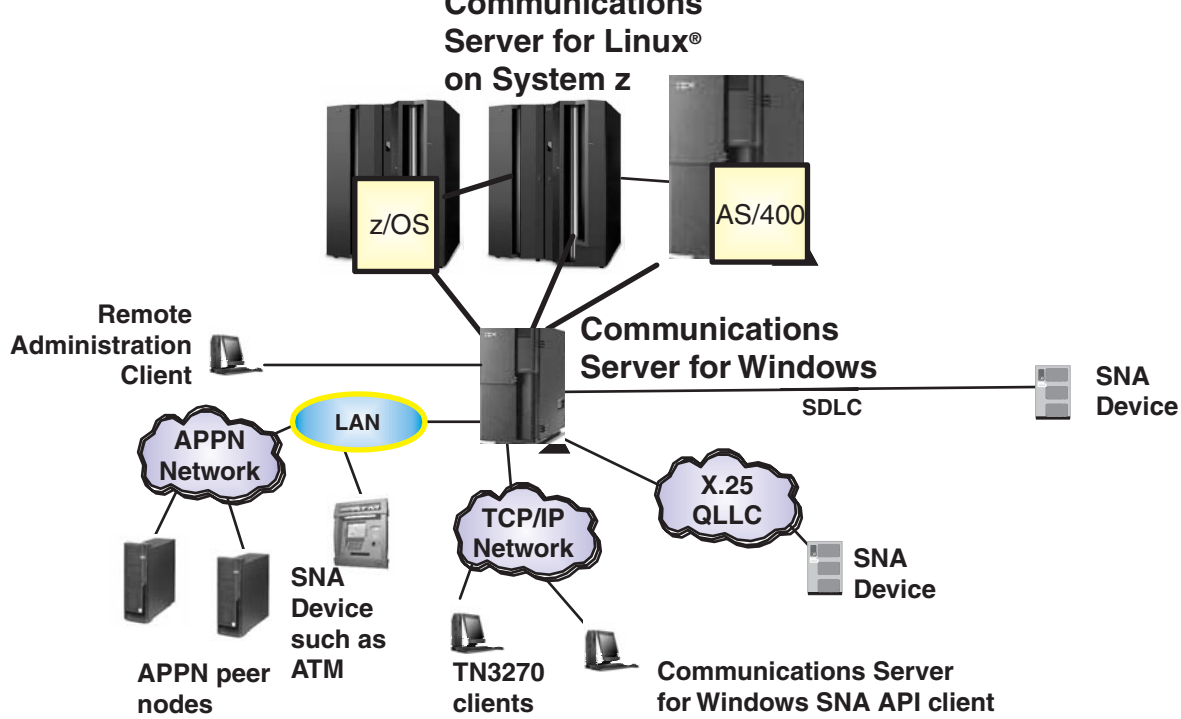 Communications
Server for Linux®
on System z
z/OS
AS/400
Remote
Administration
Client
Communications
Server for Windows
SDLC
SNA
Device
LAN
APPN
Network
X.25
QLLC
TCP/IP
Network
SNA
Device
SNA
Device
such as
ATM
APPN peer
nodes
TN3270
clients
Communications Server
for Windows SNA API client